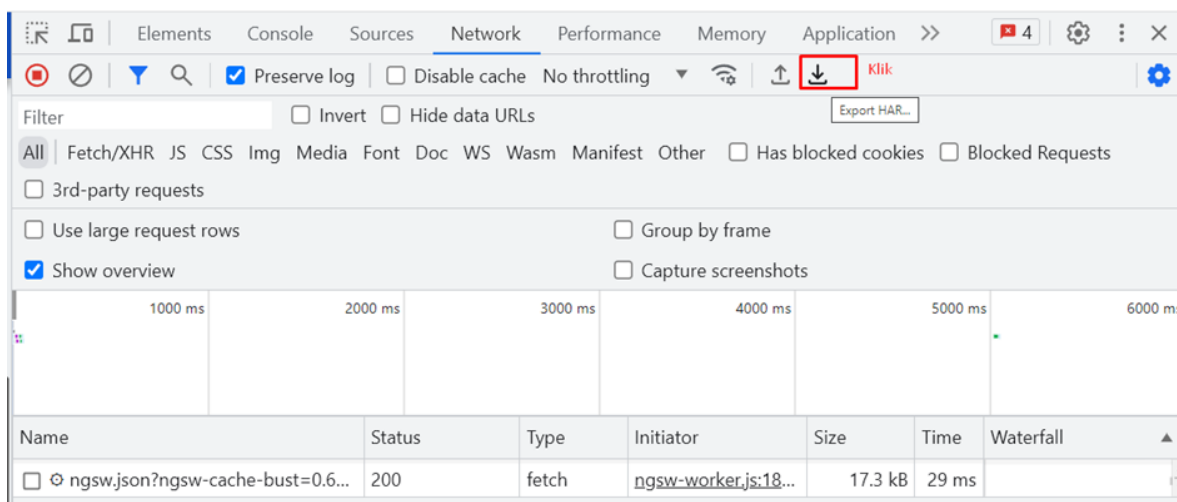 Elements Console Sources Network Performance Memory Application 4
Preserve log Disable cache No throttling Klik
Export HAR...
Filter Invert Hide data URLs
All Fetch/XHR JS CSS Img Media Font Doc WS Wasm Manifest Other Has blocked cookies Blocked Requests
3rd-party requests
Use large request rows Group by frame
Show overview Capture screenshots
1000 ms 2000 ms 3000 ms 4000 ms 5000 ms 6000 m
Name Status Type Initiator Size Time Waterfall
ngsw.json?ngsw-cache-bust=0.6... 200 fetch ngsw-worker.js:18... 17.3 kB 29 ms